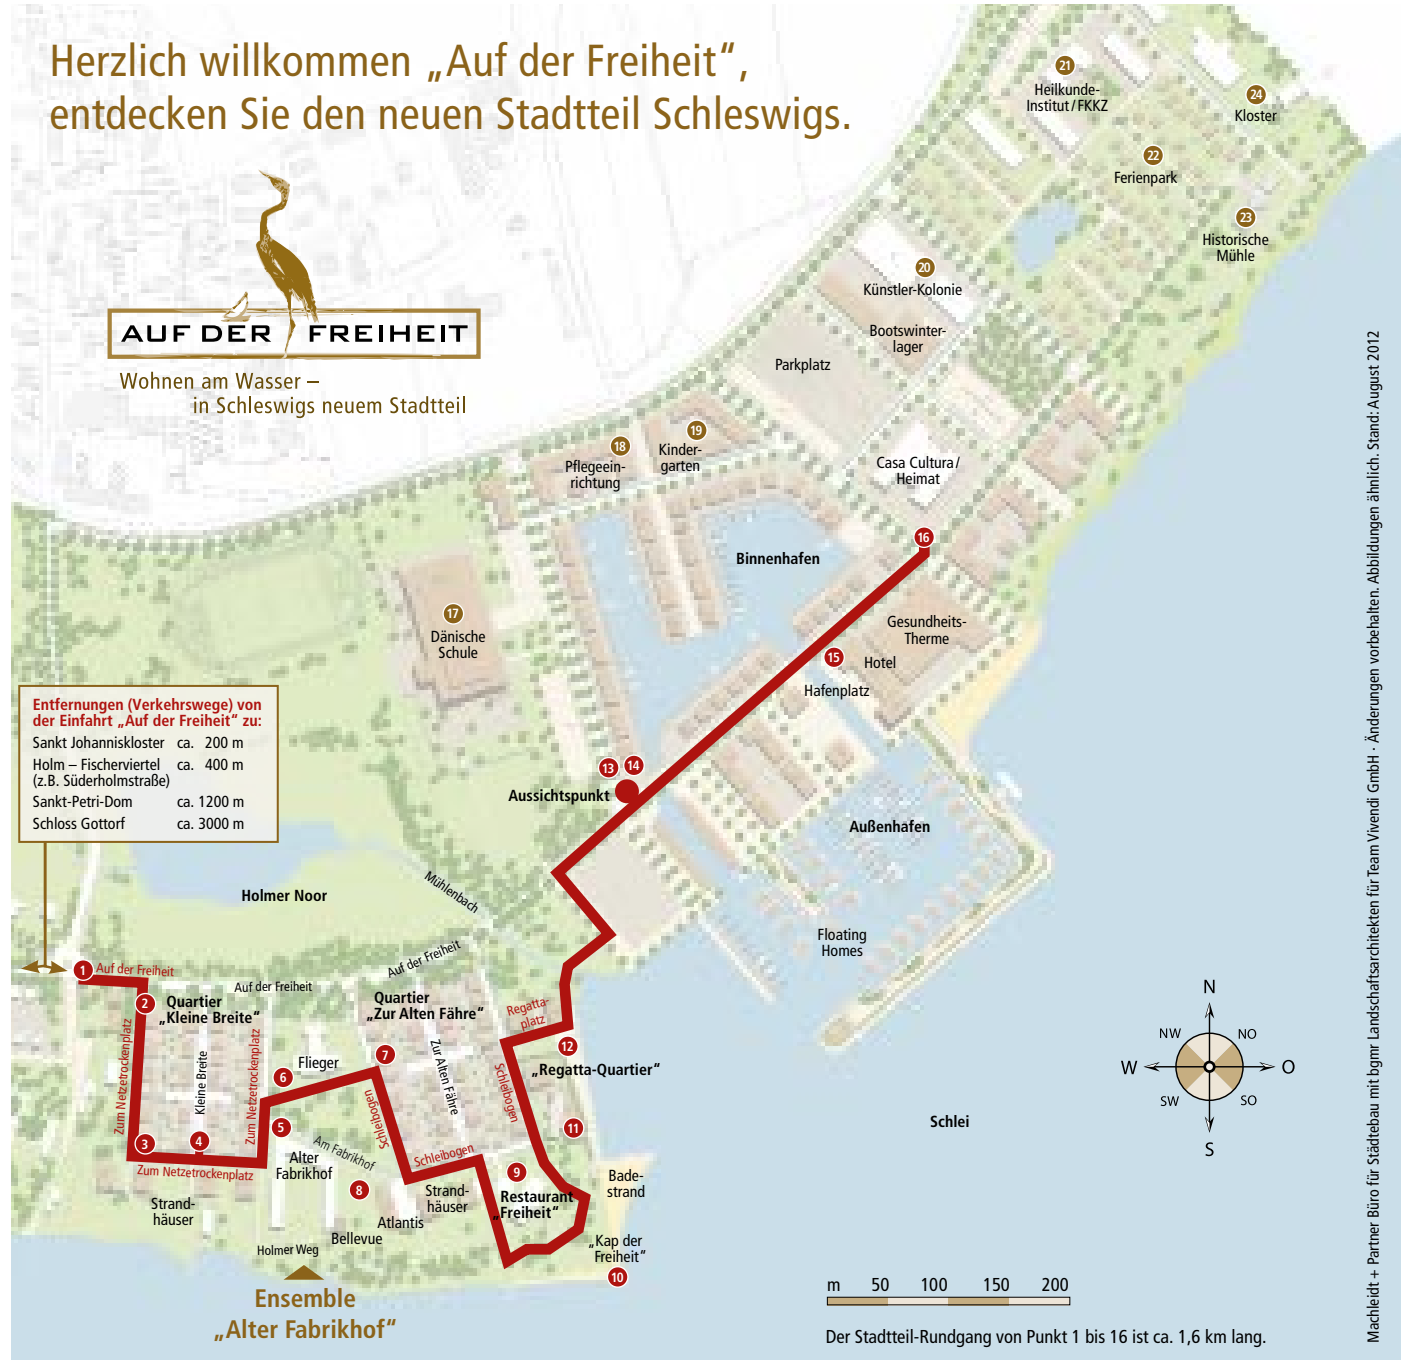 Herzlich willkommen „Auf der Freiheit“,
entdecken Sie den neuen Stadtteil Schleswigs.
AUF DER FREIHEIT
Wohnen am Wasser –
in Schleswigs neuem Stadtteil
21
Heilkunde-
Institut/FKKZ
24
Kloster
22
Ferienpark
23
Historische
Mühle
20
Künstler-Kolonie
Bootswinter-
lager
Parkplatz
19
Kinder-
garten
18
Pflegeein-
richtung
Casa Cultura/
Heimat
16
Binnenhafen
17
Dänische
Schule
Gesundheits-
Therme
15
Hotel
Hafenplatz
Entfernungen (Verkehrswege) von
der Einfahrt „Auf der Freiheit“ zu:
Sankt Johanniskloster ca. 200 m
Holm – Fischerviertel ca. 400 m
(z.B. Süderholmstraße)
Sankt-Petri-Dom ca. 1200 m
Schloss Gottorf ca. 3000 m
13 14
Aussichtspunkt
Außenhafen
Holmer Noor
Mühlenbach
Floating
Homes
1
Auf der Freiheit
Auf der Freiheit
Auf der Freiheit
2
Quartier
„Kleine Breite“
Quartier
„Zur Alten Fähre“
Regatta-
platz
12
„Regatta-Quartier“
Zum Netzetrockenplatz
Kleine Breite
Zum Netzetrockenplatz
6
Flieger
7
Zur Alten Fähre
Schleibogen
Schleibogen
3
4
5
Zum Netzetrockenplatz
Alter
Fabrikhof
Am Fabrikhof
Schleibogen
11
9
Restaurant
„Freiheit“
8
Strand-
häuser
Strand-
häuser
Atlantis
Bellevue
Holmer Weg
Bade-
strand
„Kap der
Freiheit“
10
Ensemble
„Alter Fabrikhof“
Schlei
N
NW NO
W O
SW SO
S
m 50 100 150 200
Der Stadtteil-Rundgang von Punkt 1 bis 16 ist ca. 1,6 km lang.
Machleidt + Partner Büro für Städtebau mit bgmr Landschaftsarchitekten für Team Vivendi GmbH · Änderungen vorbehalten. Abbildungen ähnlich. Stand: August 2012